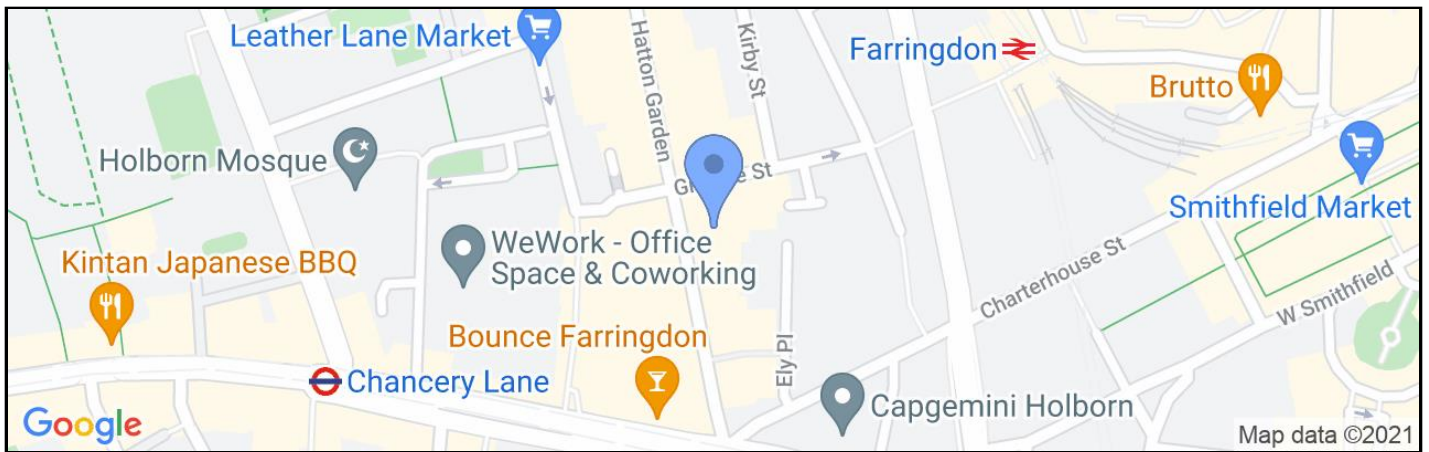 Leather Lane Market
Hatton Garden
Kirby St
Farringdon
Brutto
Holborn Mosque
St
Smithfield Market
WeWork - Office
Space & Coworking
Kintan Japanese BBQ
Charterhouse St
W Smithfield
Bounce Farringdon
Ely Pl
Chancery Lane
Capgemini Holborn
Google
Map data ©2021